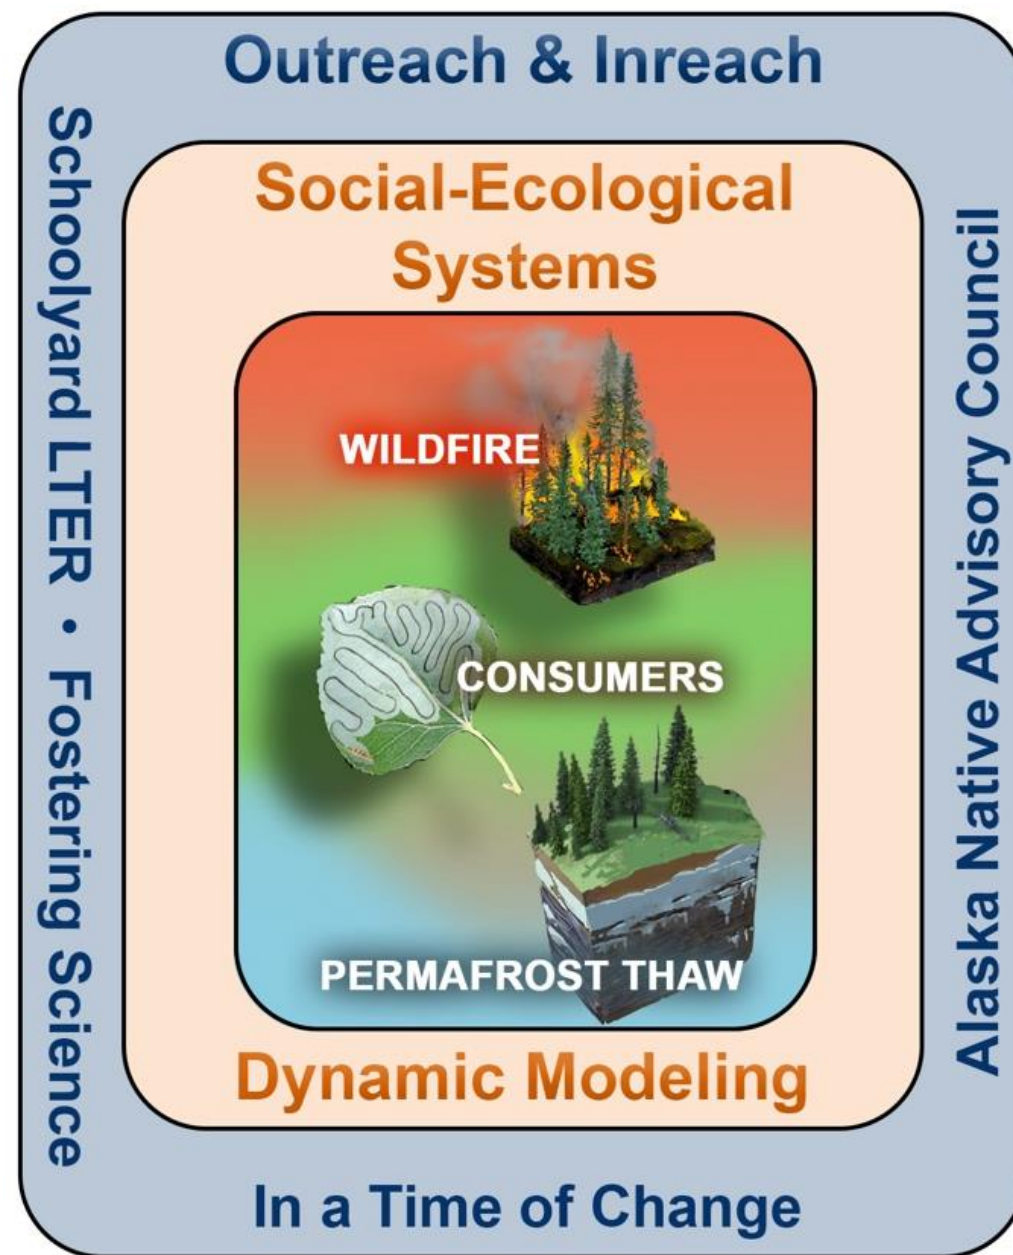 Outreach & Inreach
Schoolyard LTER • Fostering Science
Social-Ecological
Systems
WILDFIRE
CONSUMERS
PERMAFROST THAW
Dynamic Modeling
Alaska Native Advisory Council
In a Time of Change